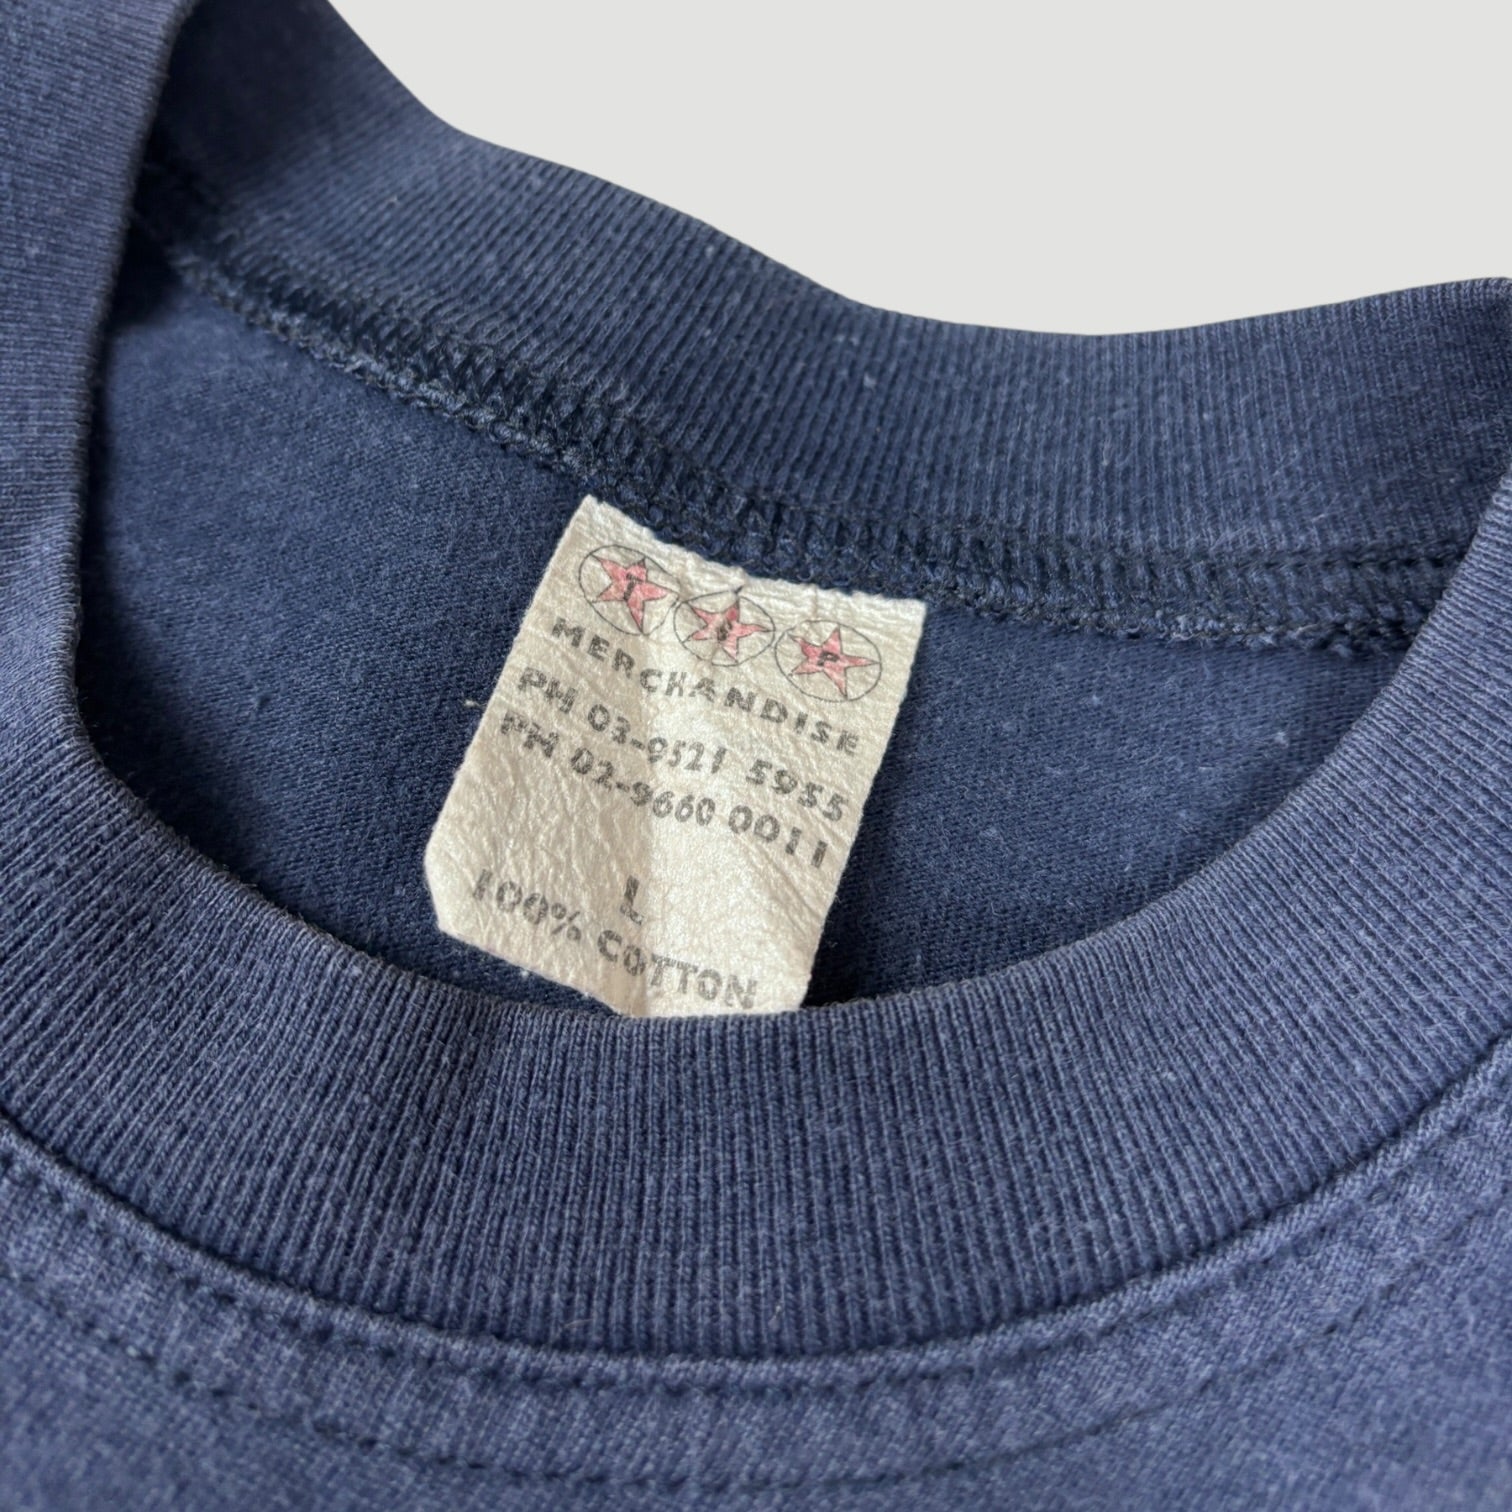 T S P
MERCHANDISE
PH 03-9521 5955
PH 02-9660 0011
L
100% COTTON